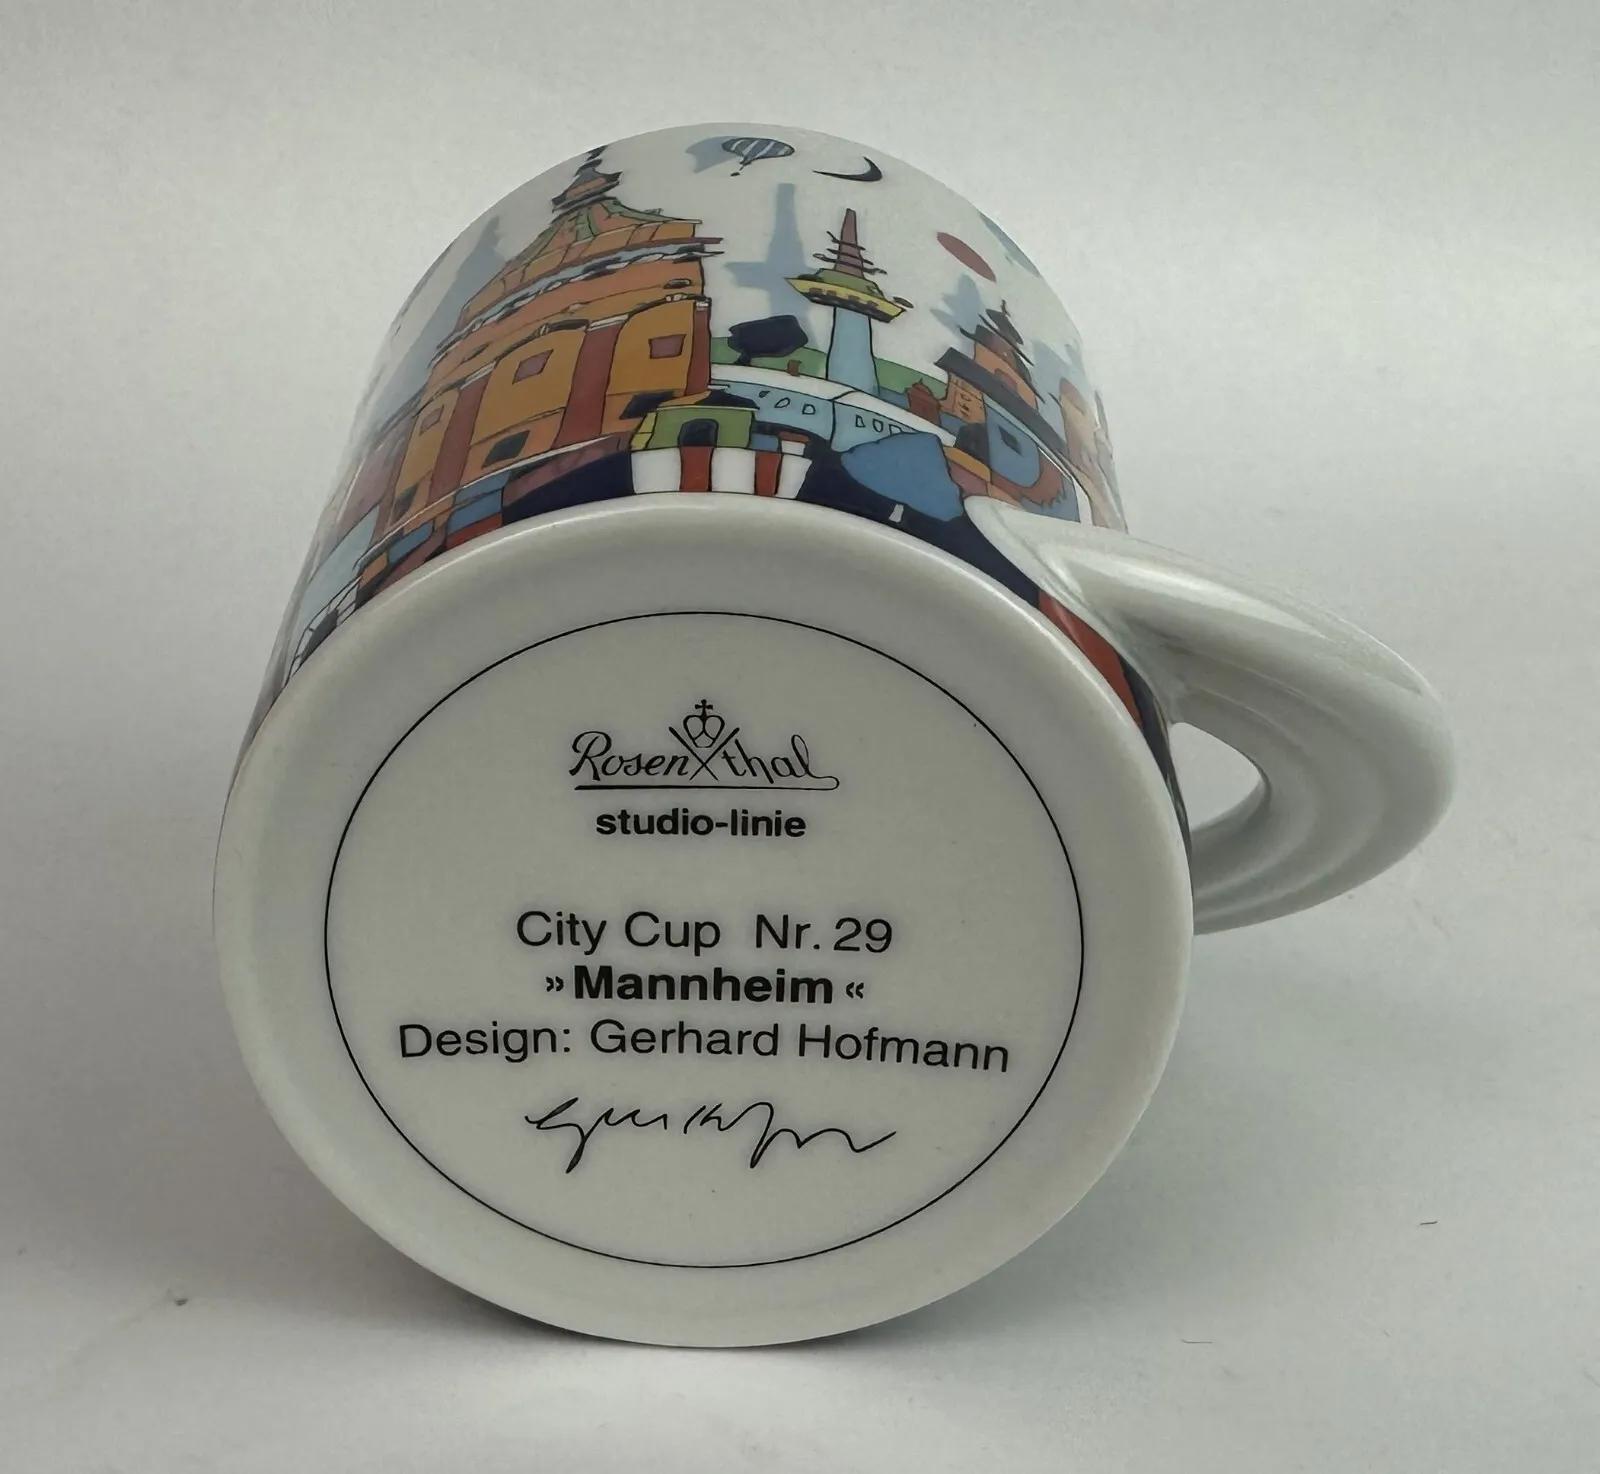 Rosenthal
studio-linie
City Cup Nr. 29
»Mannheim«
Design: Gerhard Hofmann